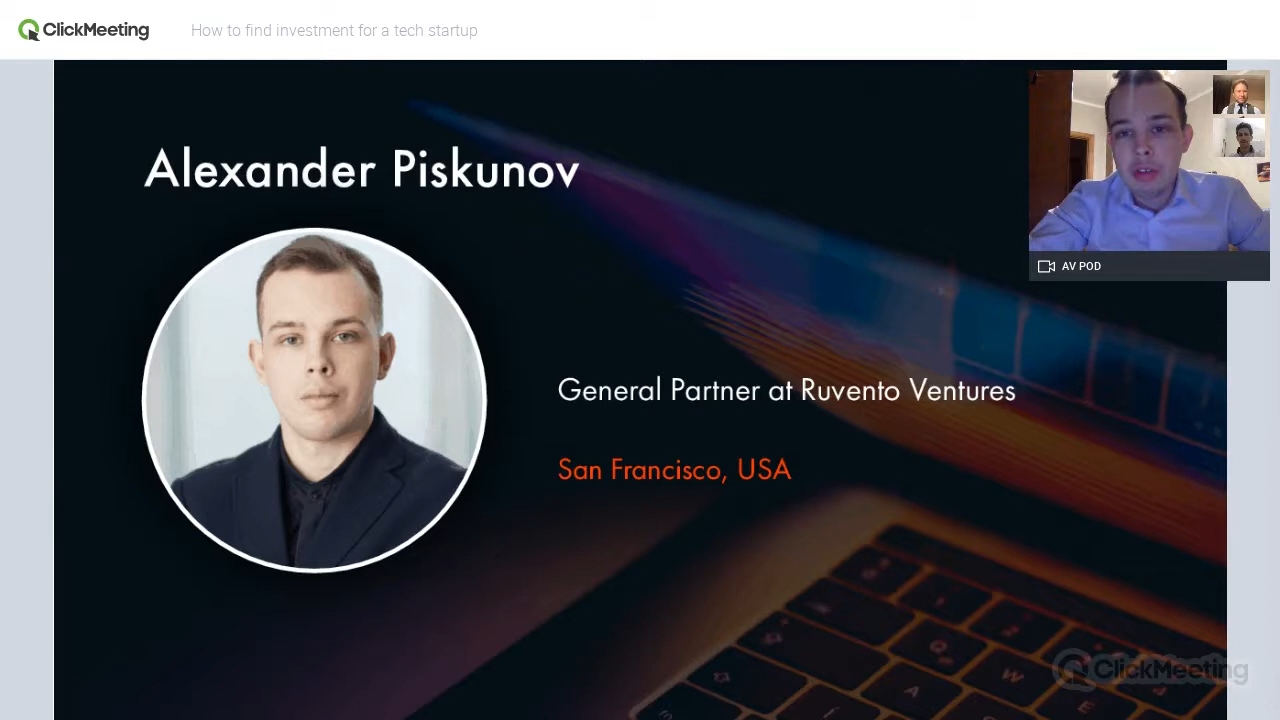 ClickMeeting
How to find investment for a tech startup
Alexander Piskunov
AV POD
General Partner at Ruvento Ventures
San Francisco, USA
Q
W
E
A
ClickMeeting